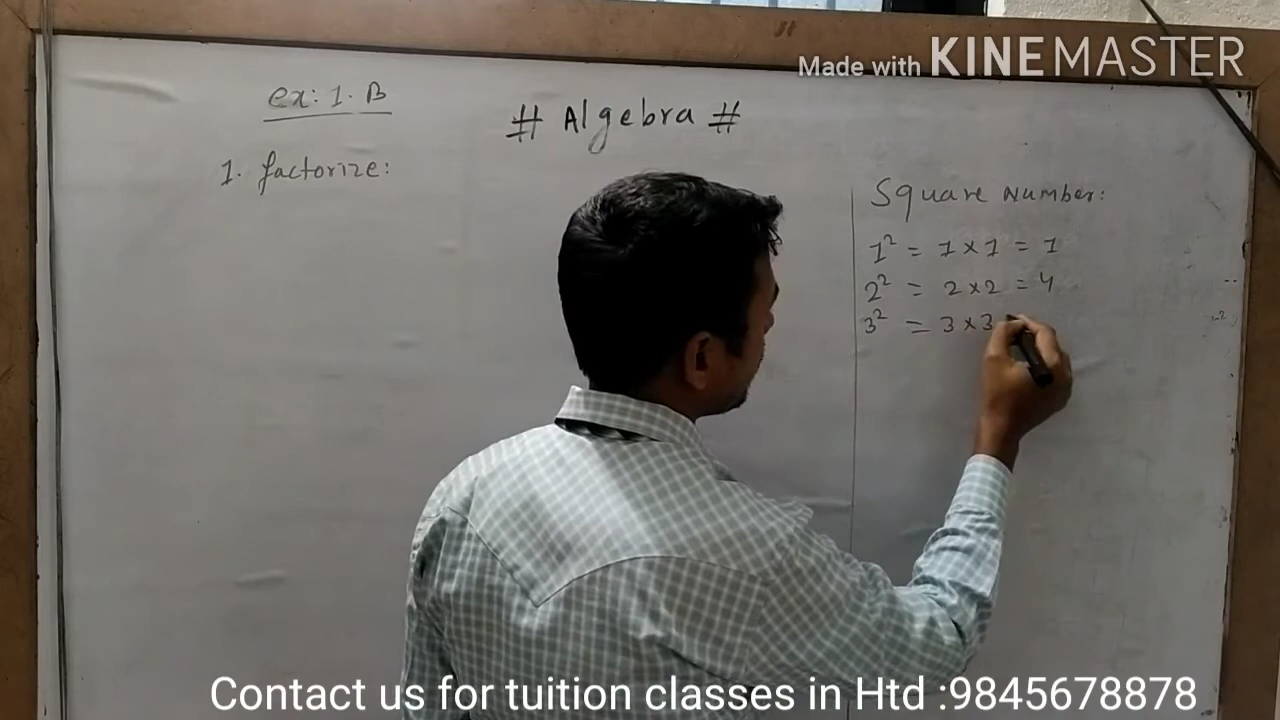 Made with KINEMASTER
ex: 1. B
# Algebra #
1. factorize:
Square Number:
1² = 1 × 1 = 1
2² = 2 × 2 = 4
3² = 3 × 3
Contact us for tuition classes in Htd :9845678878